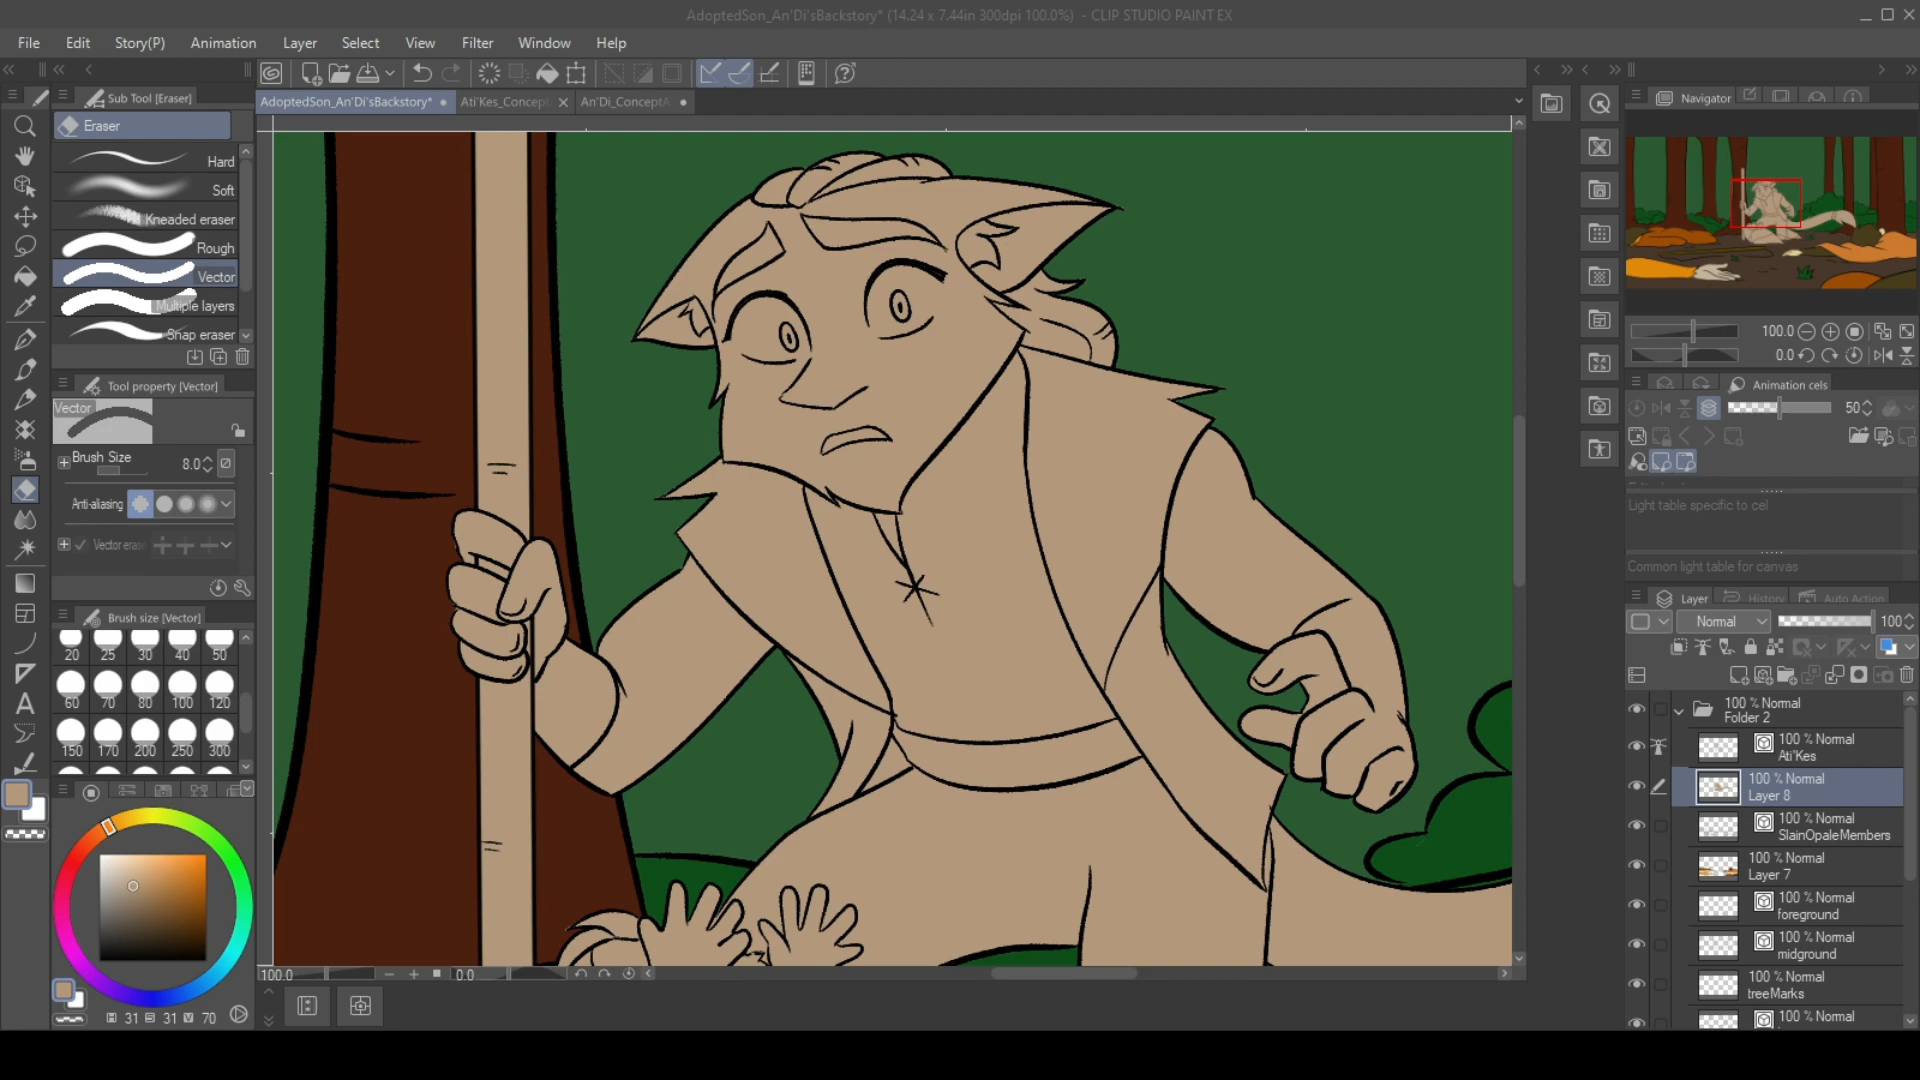 AdoptedSon_An'Di'sBackstory* (14.24 x 7.44in 300dpi 100.0%) - CLIP STUDIO PAINT EX
File Edit Story(P) Animation Layer Select View Filter Window Help
Sub Tool [Eraser]
AdoptedSon_An'Di'sBackstory* Ati'Kes_Concept An'Di_ConceptA
Navigator
Eraser
Hard
Soft
Kneaded eraser
Rough
Vector
Multiple layers
Snap eraser
100.0
0.0
Tool property [Vector]
Animation cels
Vector
50
Brush Size 8.0
Anti-aliasing
Light table specific to cel
Vector eras
Common light table for canvas
Layer History Auto Action
Brush size [Vector]
Normal 100
20 25 30 40 50
60 70 80 100 120
150 170 200 250 300
100 % Normal
Folder 2
100 % Normal
Ati'Kes
100 % Normal
Layer 8
100 % Normal
SlainOpaleMembers
100 % Normal
Layer 7
100 % Normal
foreground
100 % Normal
midground
100 % Normal
treeMarks
100 % Normal
100.0 0.0
H 31 S 31 V 70